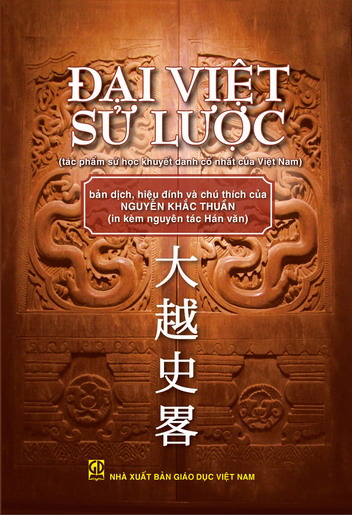 ĐẠI VIỆT
SỬ LƯỢC
(tác phẩm sử học khuyết danh cổ nhất của Việt Nam)
bản dịch, hiệu đính và chú thích của
NGUYỄN KHẮC THUẦN
(in kèm nguyên tác Hán văn)
大
越
史
畧
NHÀ XUẤT BẢN GIÁO DỤC VIỆT NAM